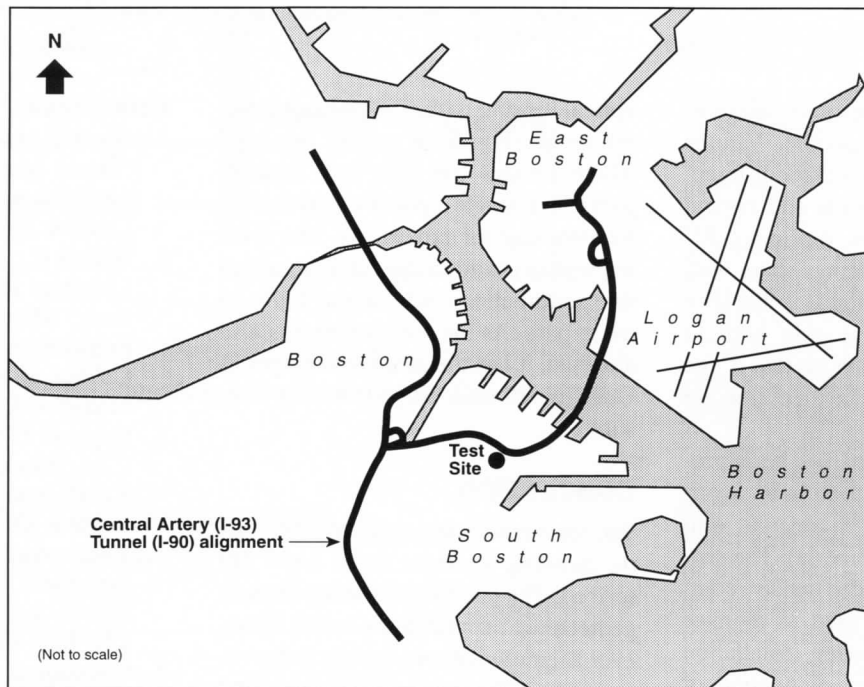 N
East
Boston
Logan
Airport
Boston
Test
Site
Boston
Harbor
Central Artery (I-93)
Tunnel (I-90) alignment
South
Boston
(Not to scale)